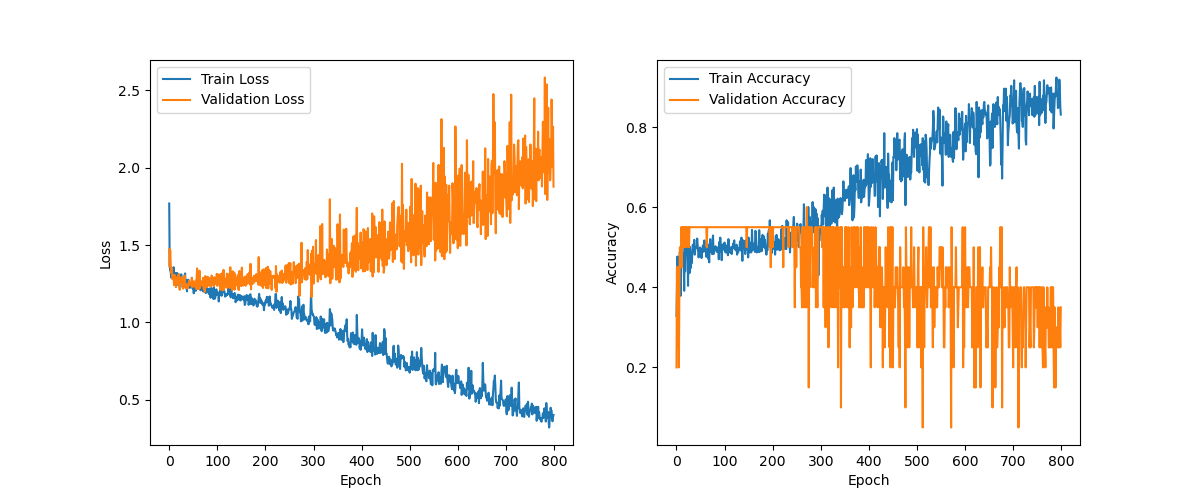 Train Loss
Validation Loss
2.5
2.0
1.5
1.0
0.5
Loss
0 100 200 300 400 500 600 700 800
Epoch
Train Accuracy
Validation Accuracy
0.8
0.6
0.4
0.2
Accuracy
0 100 200 300 400 500 600 700 800
Epoch